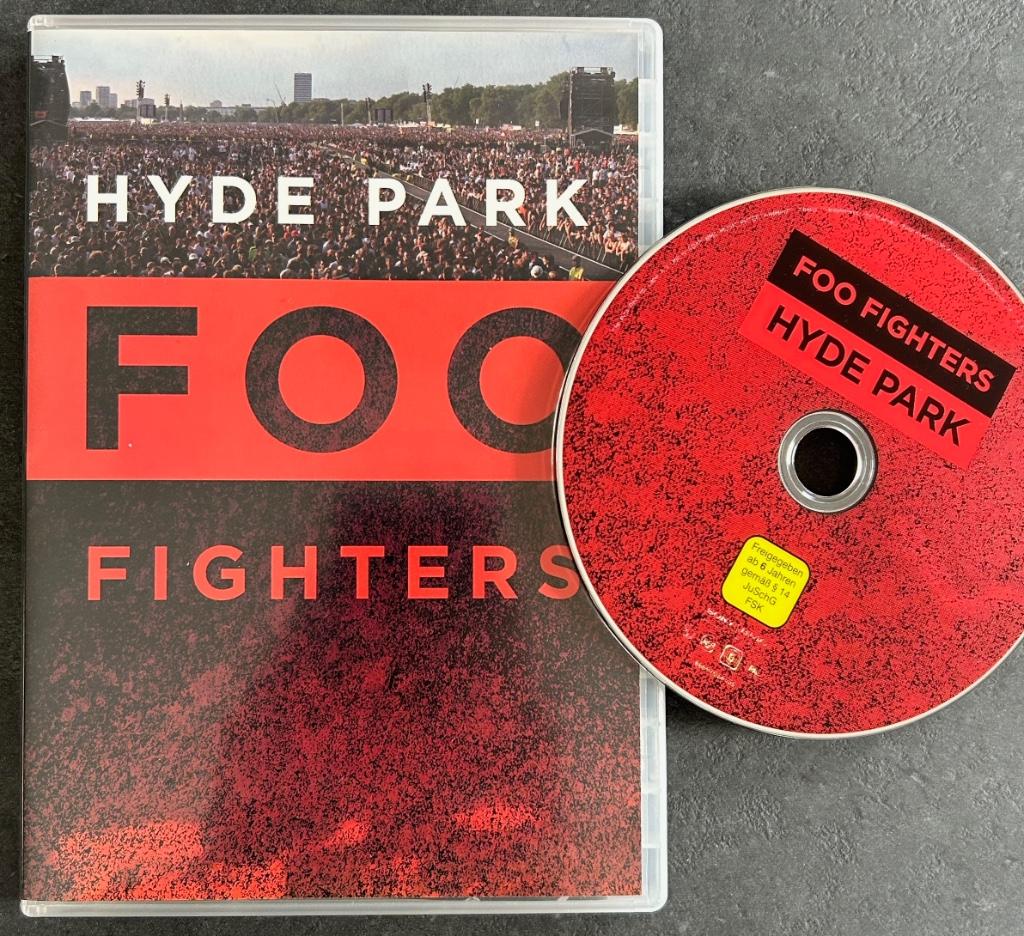 HYDE PARK
FOO
FIGHTERS
FOO FIGHTERS
HYDE PARK
Freigegeben
ab 6 Jahren
gemäß § 14
JuSchG
FSK